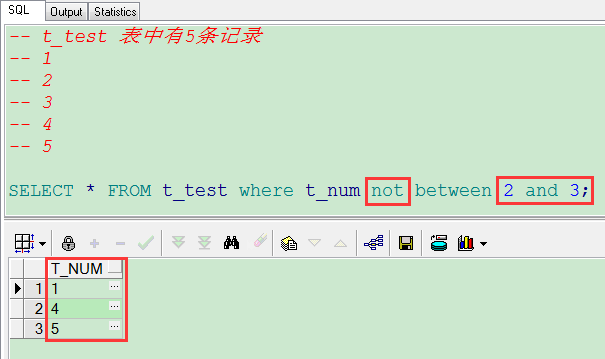 SQL Output Statistics
-- t_test 表中有5条记录
-- 1
-- 2
-- 3
-- 4
-- 5
SELECT * FROM t_test where t_num not between 2 and 3;
T_NUM
1 1 ...
2 4 ...
3 5 ...